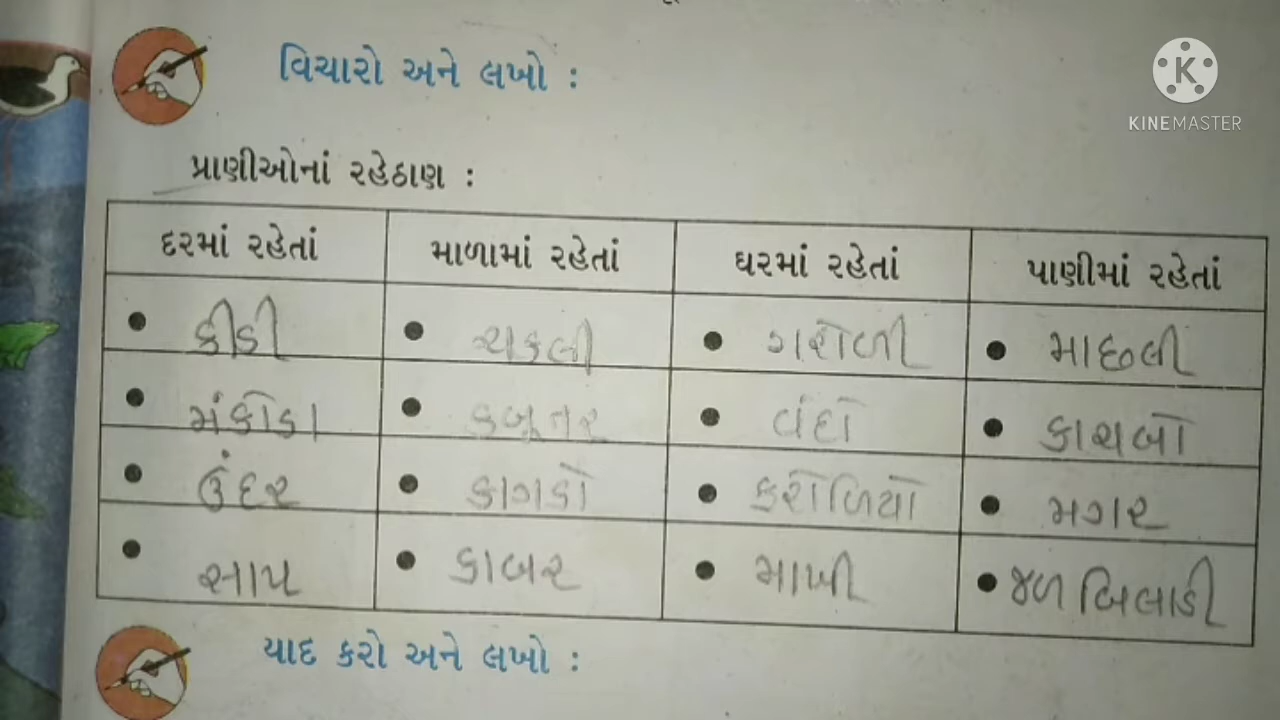 વિચારો અને લખો :
KINEMASTER
પ્રાણીઓનાં રહેઠાણ :
દરમાં રહેતાં માળામાં રહેતાં ઘરમાં રહેતાં પાણીમાં રહેતાં
• કીડી • ચકલી • ગરોળી • માછલી
• મંકોડા • કબૂતર • વંદો • કાચબો
• ઉંદર • કાગડો • કરોળિયો • મગર
• સાપ • કાબર • માખી • જળ બિલાડી
યાદ કરો અને લખો :